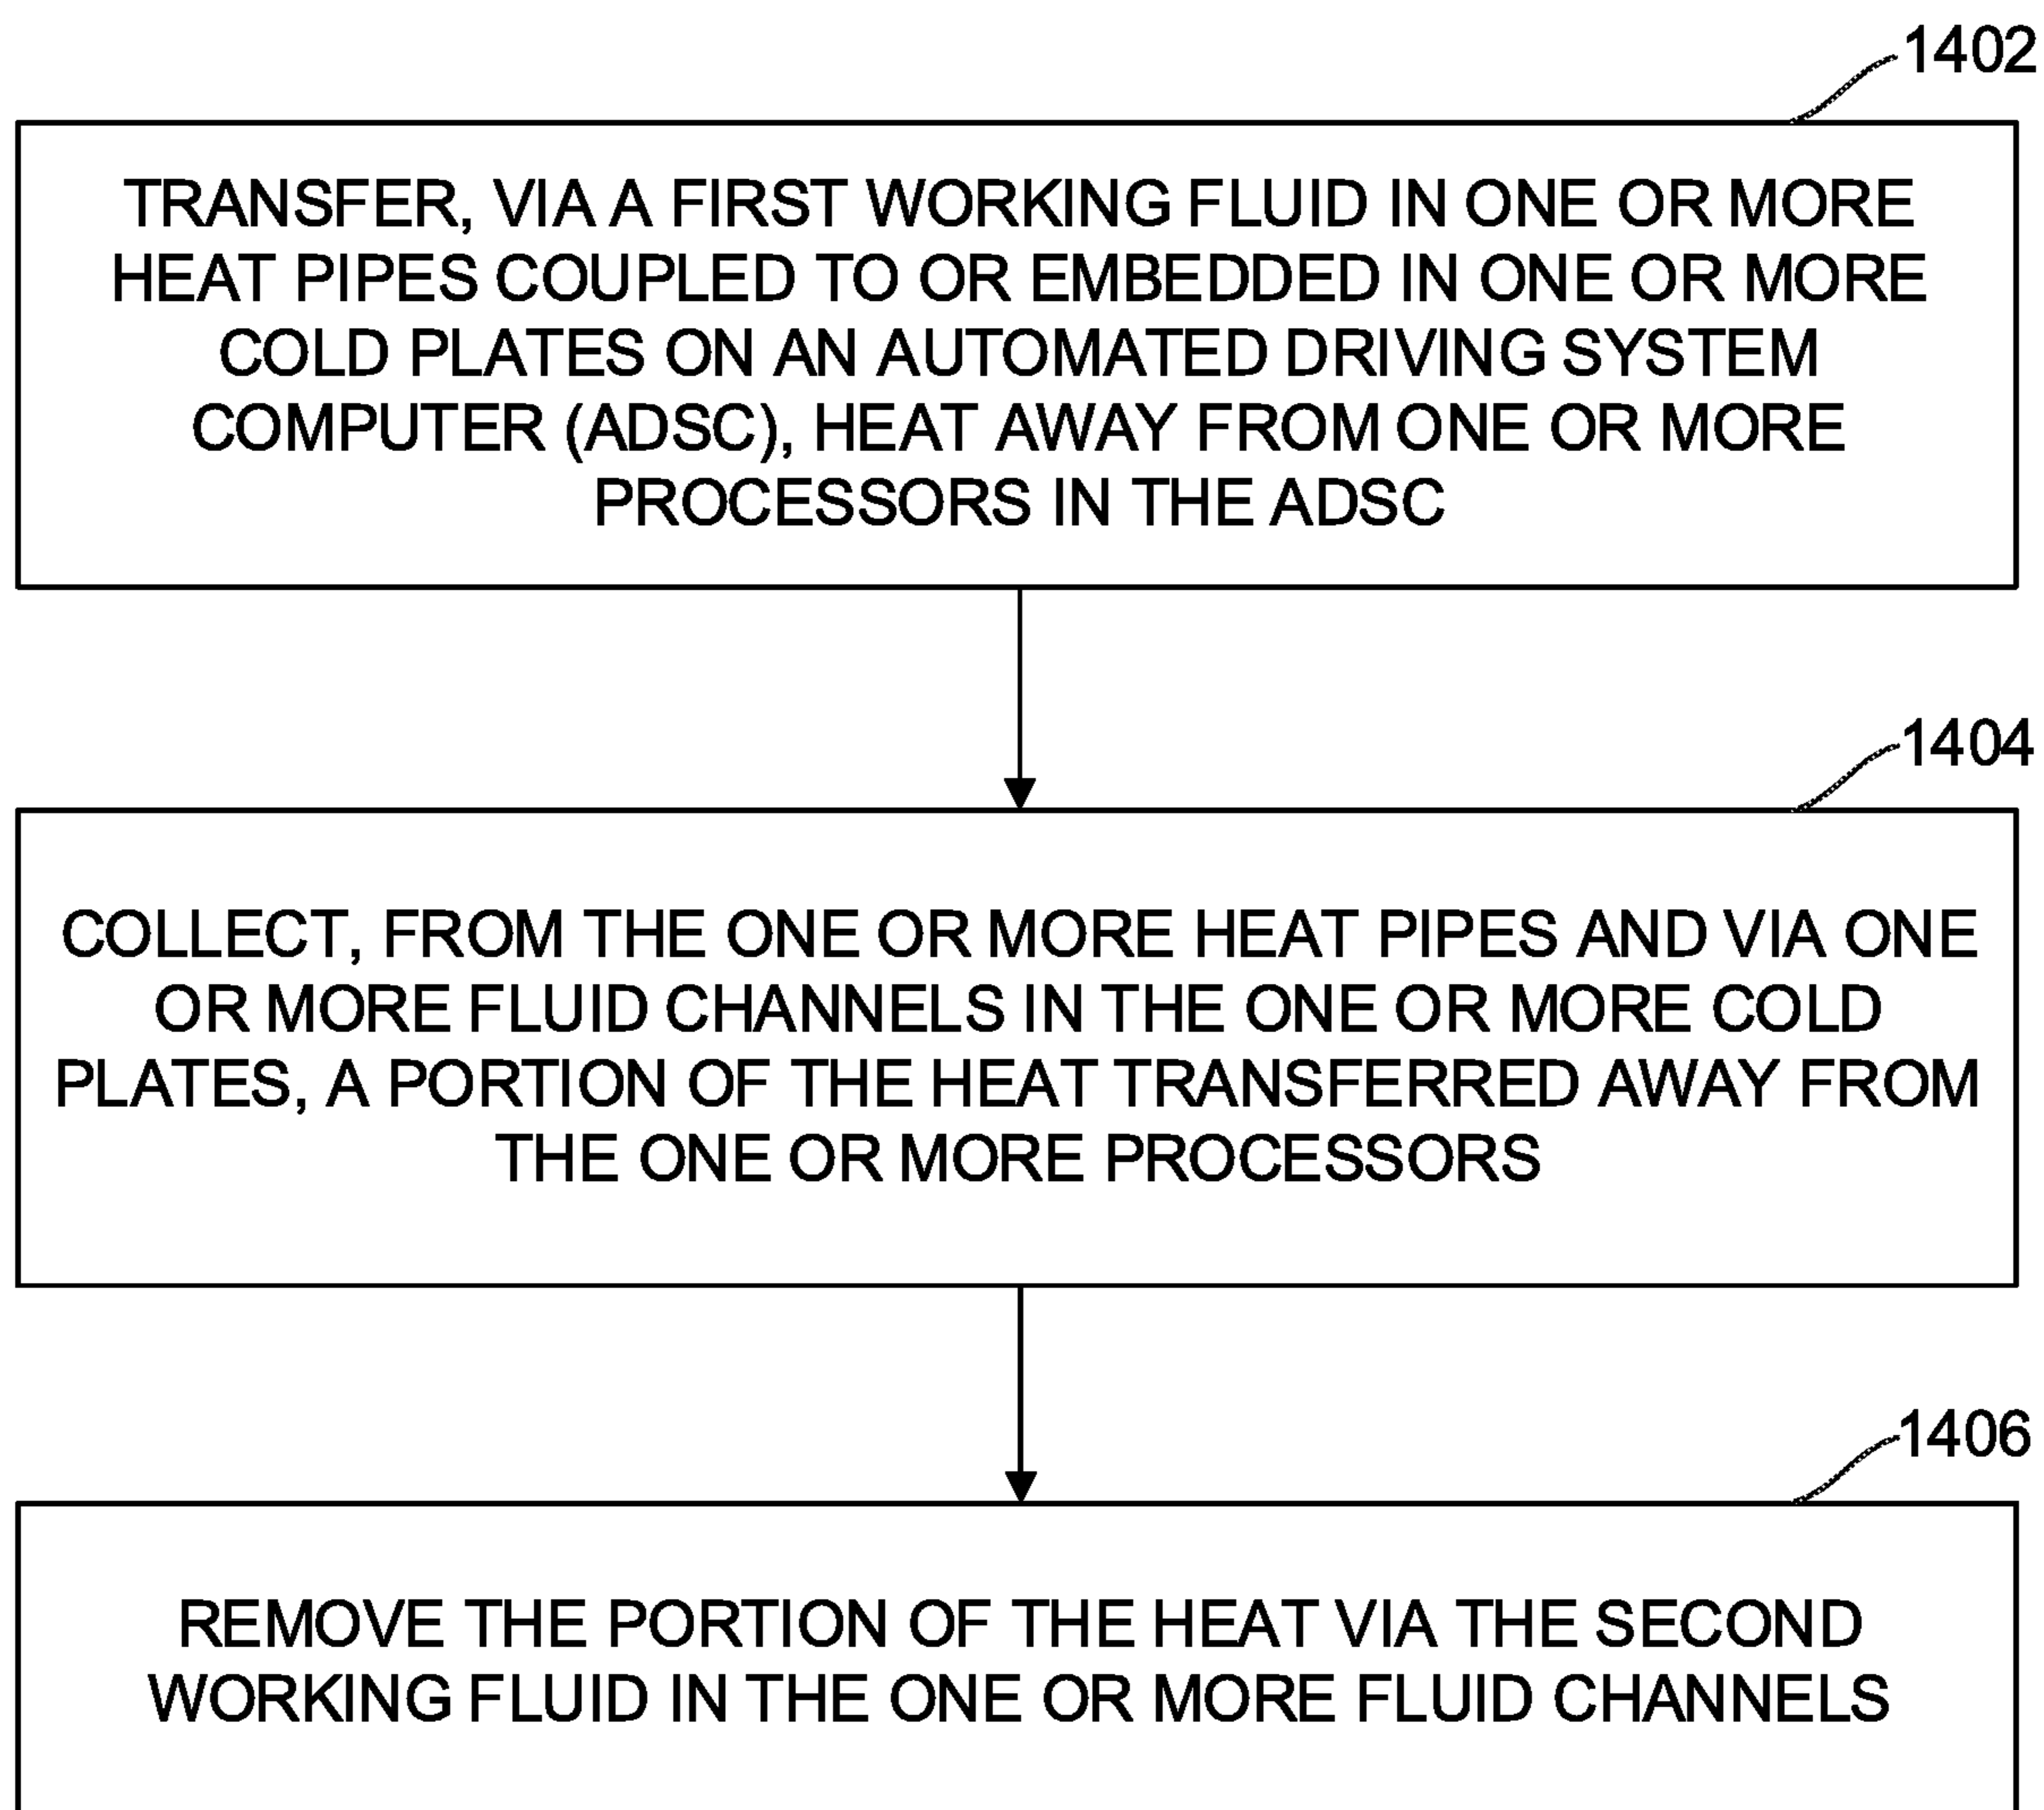 1402
TRANSFER, VIA A FIRST WORKING FLUID IN ONE OR MORE
HEAT PIPES COUPLED TO OR EMBEDDED IN ONE OR MORE
COLD PLATES ON AN AUTOMATED DRIVING SYSTEM
COMPUTER (ADSC), HEAT AWAY FROM ONE OR MORE
PROCESSORS IN THE ADSC
1404
COLLECT, FROM THE ONE OR MORE HEAT PIPES AND VIA ONE
OR MORE FLUID CHANNELS IN THE ONE OR MORE COLD
PLATES, A PORTION OF THE HEAT TRANSFERRED AWAY FROM
THE ONE OR MORE PROCESSORS
1406
REMOVE THE PORTION OF THE HEAT VIA THE SECOND
WORKING FLUID IN THE ONE OR MORE FLUID CHANNELS